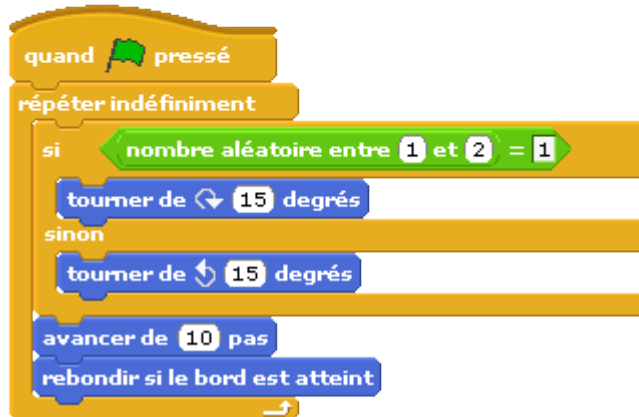 quand pressé
répéter indéfiniment
si nombre aléatoire entre 1 et 2 = 1
tourner de 15 degrés
sinon
tourner de 15 degrés
avancer de 10 pas
rebondir si le bord est atteint